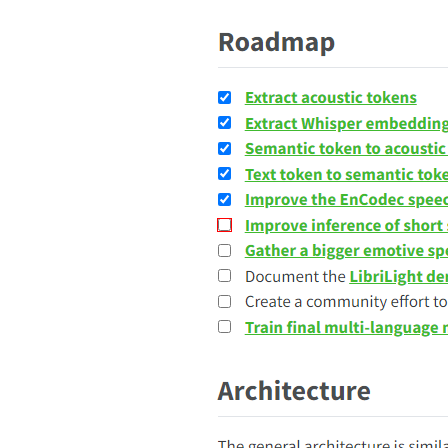 Roadmap
Extract acoustic tokens
Extract Whisper embedding
Semantic token to acoustic
Text token to semantic toke
Improve the EnCodec speec
Improve inference of short
Gather a bigger emotive spe
Document the LibriLight de
Create a community effort to
Train final multi-language
Architecture
The general architecture is simila